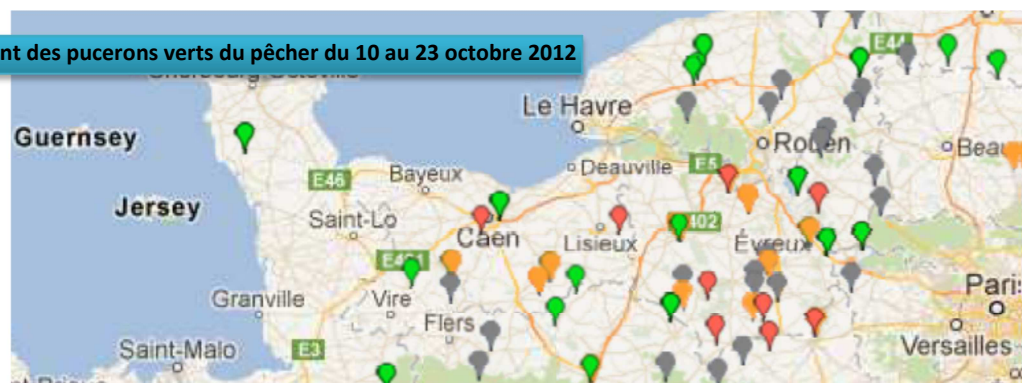 nt des pucerons verts du pêcher du 10 au 23 octobre 2012
E44
Le Havre
Guernsey
Rouen
Deauville
E5
Beau
Bayeux
E46
Jersey
Saint-Lo
Caen
Lisieux
402
Évreux
Paris
Granville
Vire
Flers
Saint-Malo
E3
Versailles